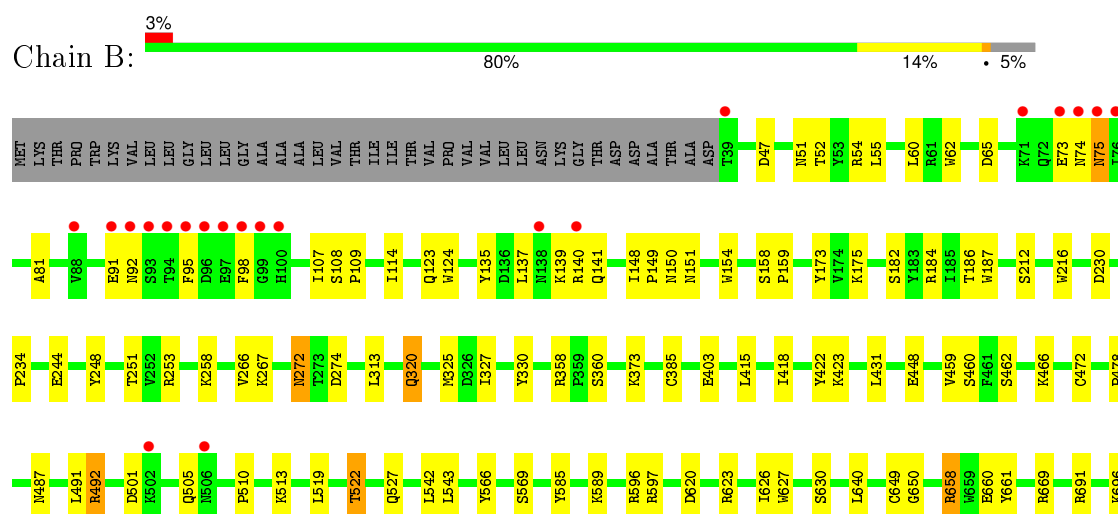 3%
Chain B:
80% 14% • 5%
MET LYS THR PRO TRP LYS VAL LEU LEU GLY LEU LEU GLY ALA ALA ALA LEU VAL THR ILE ILE THR VAL PRO VAL VAL LEU LEU ASN LYS GLY THR ASP ASP ALA THR ALA ASP T39 D47 N51 T52 Y53 R54 L55 L60 R61 W62 D65 K71 Q72 E73 N74 N75 I76
A81 V88 E91 N92 S93 T94 F95 D96 E97 F98 G99 H100 I107 S108 P109 I114 Q123 W124 Y135 D136 L137 N138 K139 R140 Q141 I148 P149 N150 N151 W154 S158 P159 Y173 V174 K175 S182 Y183 R184 I185 T186 W187 S212 W216 D230
P234 E244 Y248 T251 V252 R253 K258 V266 K267 N272 T273 D274 L313 Q320 M325 D326 I327 Y330 R358 P359 S360 K373 C385 E403 L415 I418 Y422 K423 L431 E448 V459 S460 F461 S462 K466 C472 P478
N487 L491 R492 D501 K502 Q505 N506 P510 K513 L519 T522 Q527 L542 L543 Y566 S569 Y585 K589 R596 R597 D620 R623 I626 W627 S630 L640 C649 G650 R658 W659 E660 Y661 R669 R691 K696